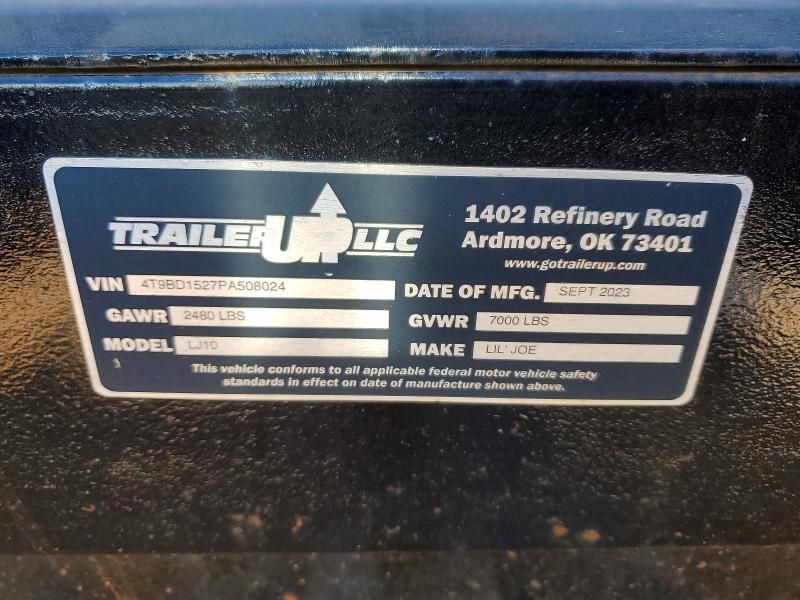 TRAILER UP LLC
1402 Refinery Road
Ardmore, OK 73401
www.gotrailerup.com
VIN 4T9BD1527PA508024 DATE OF MFG. SEPT 2023
GAWR 2480 LBS GVWR 7000 LBS
MODEL LJ10 MAKE LIL' JOE
This vehicle conforms to all applicable federal motor vehicle safety
standards in effect on date of manufacture shown above.